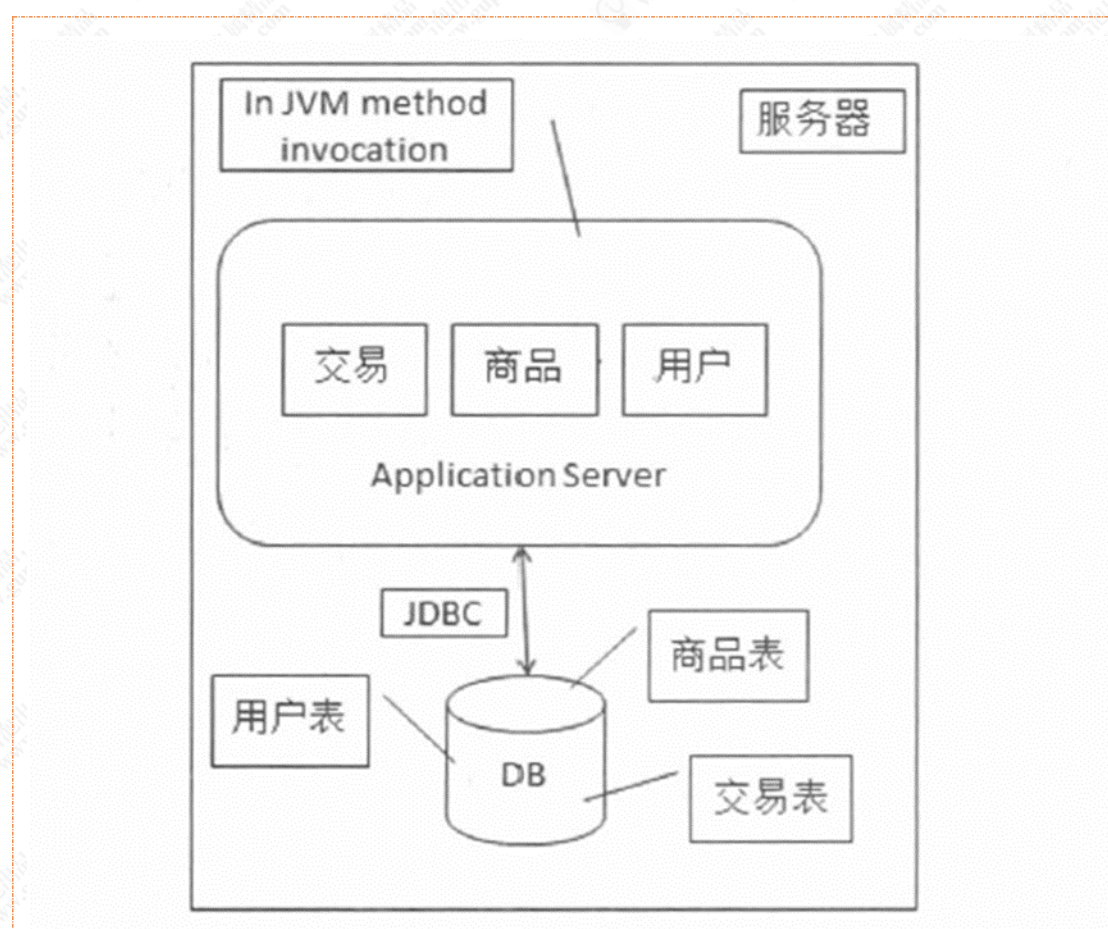 In JVM method
invocation
服务器
交易
商品
用户
Application Server
JDBC
商品表
用户表
DB
交易表